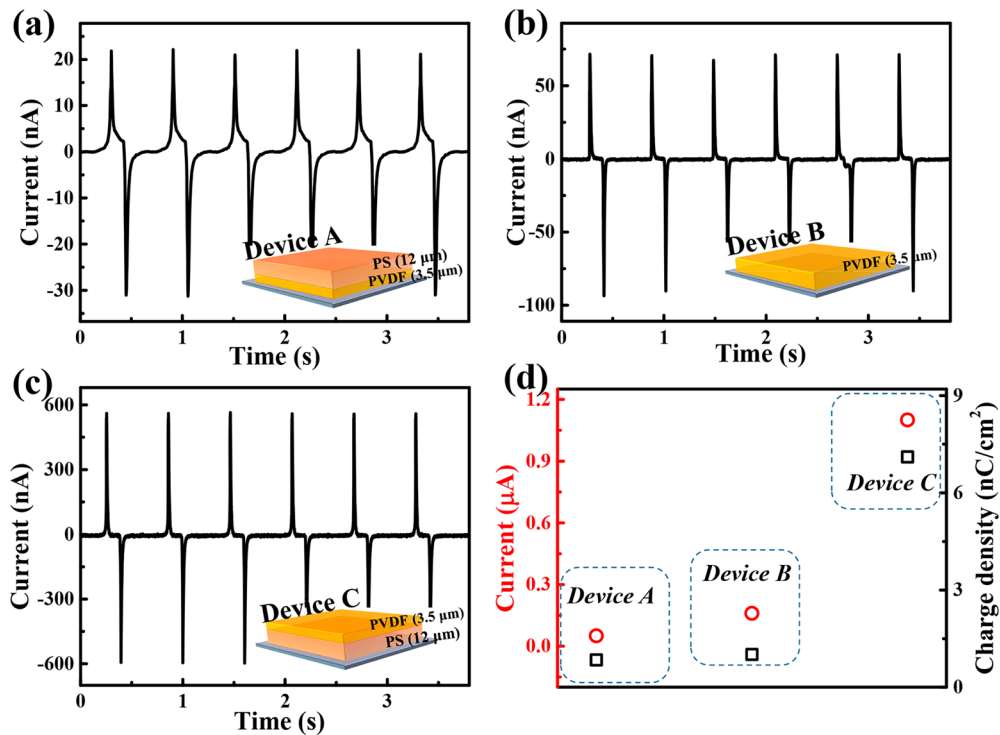 (a)
Current (nA)
20
10
0
-10
-20
-30
Device A
PS (12 μm)
PVDF (3.5 μm)
0
1
2
3
Time (s)
(b)
Current (nA)
50
0
-50
-100
Device B
PVDF (3.5 μm)
0
1
2
3
Time (s)
(c)
Current (nA)
600
300
0
-300
-600
Device C
PVDF (3.5 μm)
PS (12 μm)
0
1
2
3
Time (s)
(d)
Current (μA)
1.2
0.9
0.6
0.3
0.0
Device A
Device B
Device C
9
6
3
0
Charge density (nC/cm²)